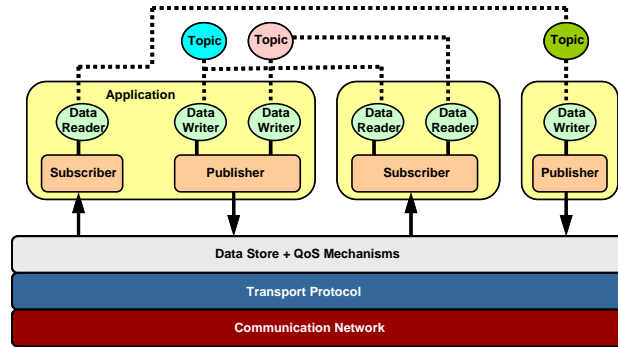 Topic
Topic
Topic
Application
Data
Reader
Data
Writer
Data
Writer
Data
Reader
Data
Reader
Data
Writer
Subscriber
Publisher
Subscriber
Publisher
Data Store + QoS Mechanisms
Transport Protocol
Communication Network